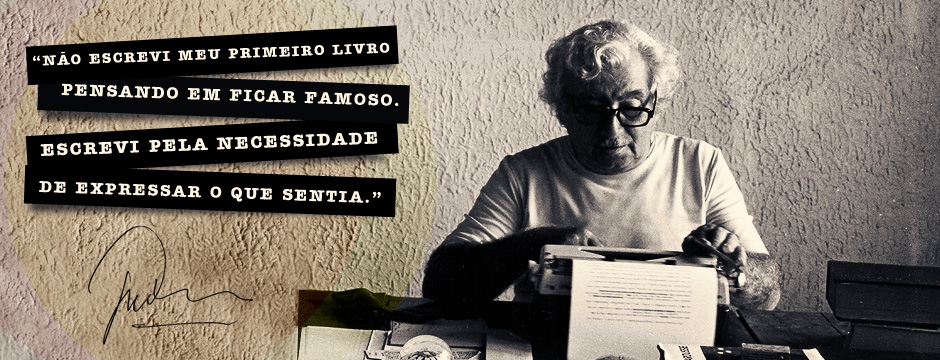 “NÃO ESCREVI MEU PRIMEIRO LIVRO
PENSANDO EM FICAR FAMOSO.
ESCREVI PELA NECESSIDADE
DE EXPRESSAR O QUE SENTIA.”